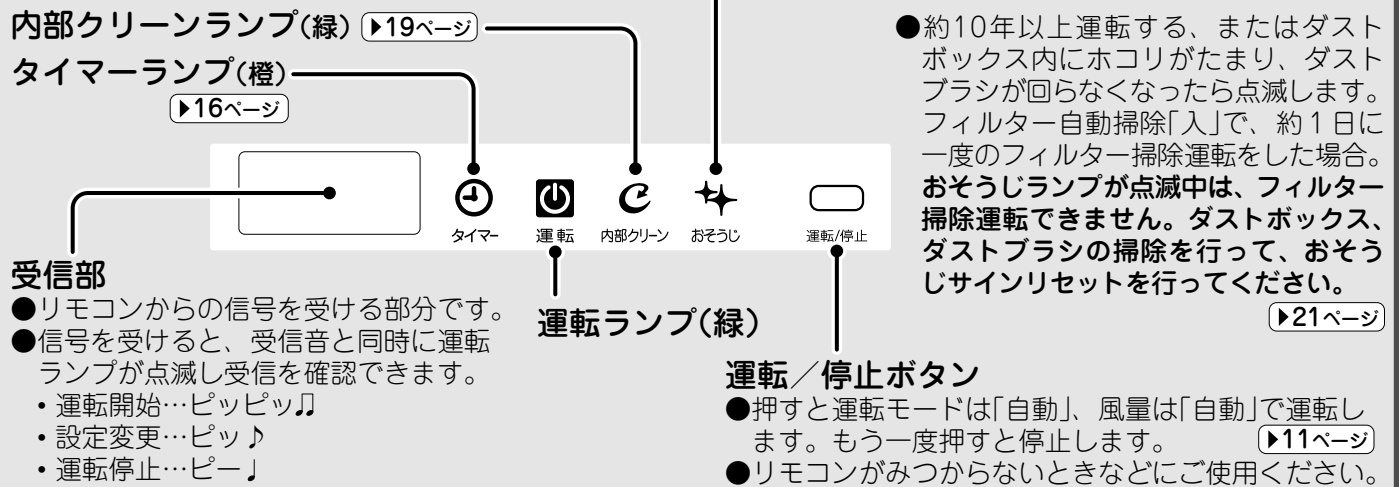 内部クリーンランプ(緑) ▶19ページ
タイマーランプ(橙)
▶16ページ
タイマー 運転 内部クリーン おそうじ 運転/停止
受信部
●リモコンからの信号を受ける部分です。
●信号を受けると、受信音と同時に運転
ランプが点滅し受信を確認できます。
・運転開始…ピッピッ♫
・設定変更…ピッ♪
・運転停止…ピー♩
運転ランプ(緑)
●約10年以上運転する、またはダスト
ボックス内にホコリがたまり、ダスト
ブラシが回らなくなったら点滅します。
フィルター自動掃除「入」で、約1日に
一度のフィルター掃除運転をした場合。
おそうじランプが点滅中は、フィルター
掃除運転できません。ダストボックス、
ダストブラシの掃除を行って、おそう
じサインリセットを行ってください。
▶21ページ
運転/停止ボタン
●押すと運転モードは「自動」、風量は「自動」で運転し
ます。もう一度押すと停止します。 ▶11ページ
●リモコンがみつからないときなどにご使用ください。